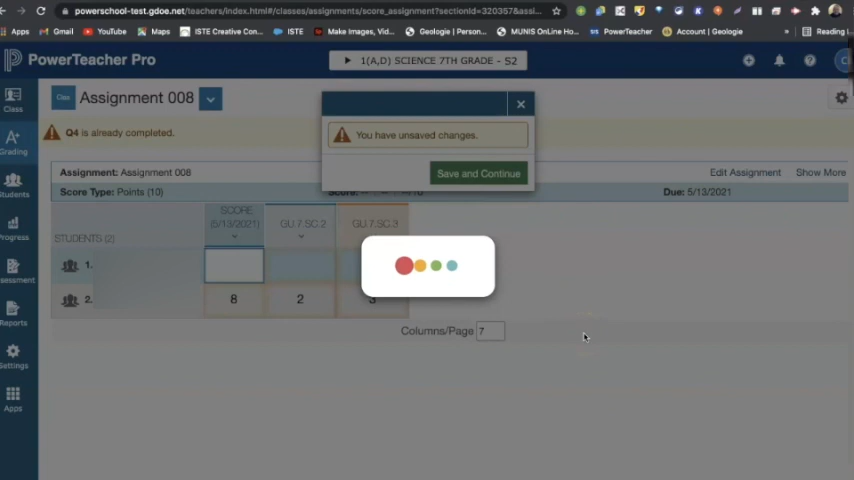 powerschool-test.gdoe.net/teachers/index.html#/classes/assignments/score_assignment?sectionId=320357&assi...
Apps Gmail YouTube Maps ISTE Creative Con... ISTE Make Images, Vid... Geologie | Person... MUNIS OnLine Ho... PowerTeacher Account | Geologie » Reading L
PowerTeacher Pro
1(A,D) SCIENCE 7TH GRADE - S2
Class
Grading
Students
Progress
ssessment
Reports
Settings
Apps
Class Assignment 008
Q4 is already completed.
You have unsaved changes.
Save and Continue
Assignment: Assignment 008 Edit Assignment Show More
Score Type: Points (10) Due: 5/13/2021
STUDENTS (2) SCORE (5/13/2021) GU.7.SC.2 GU.7.SC.3
1.
2. 8 2 3
Columns/Page 7